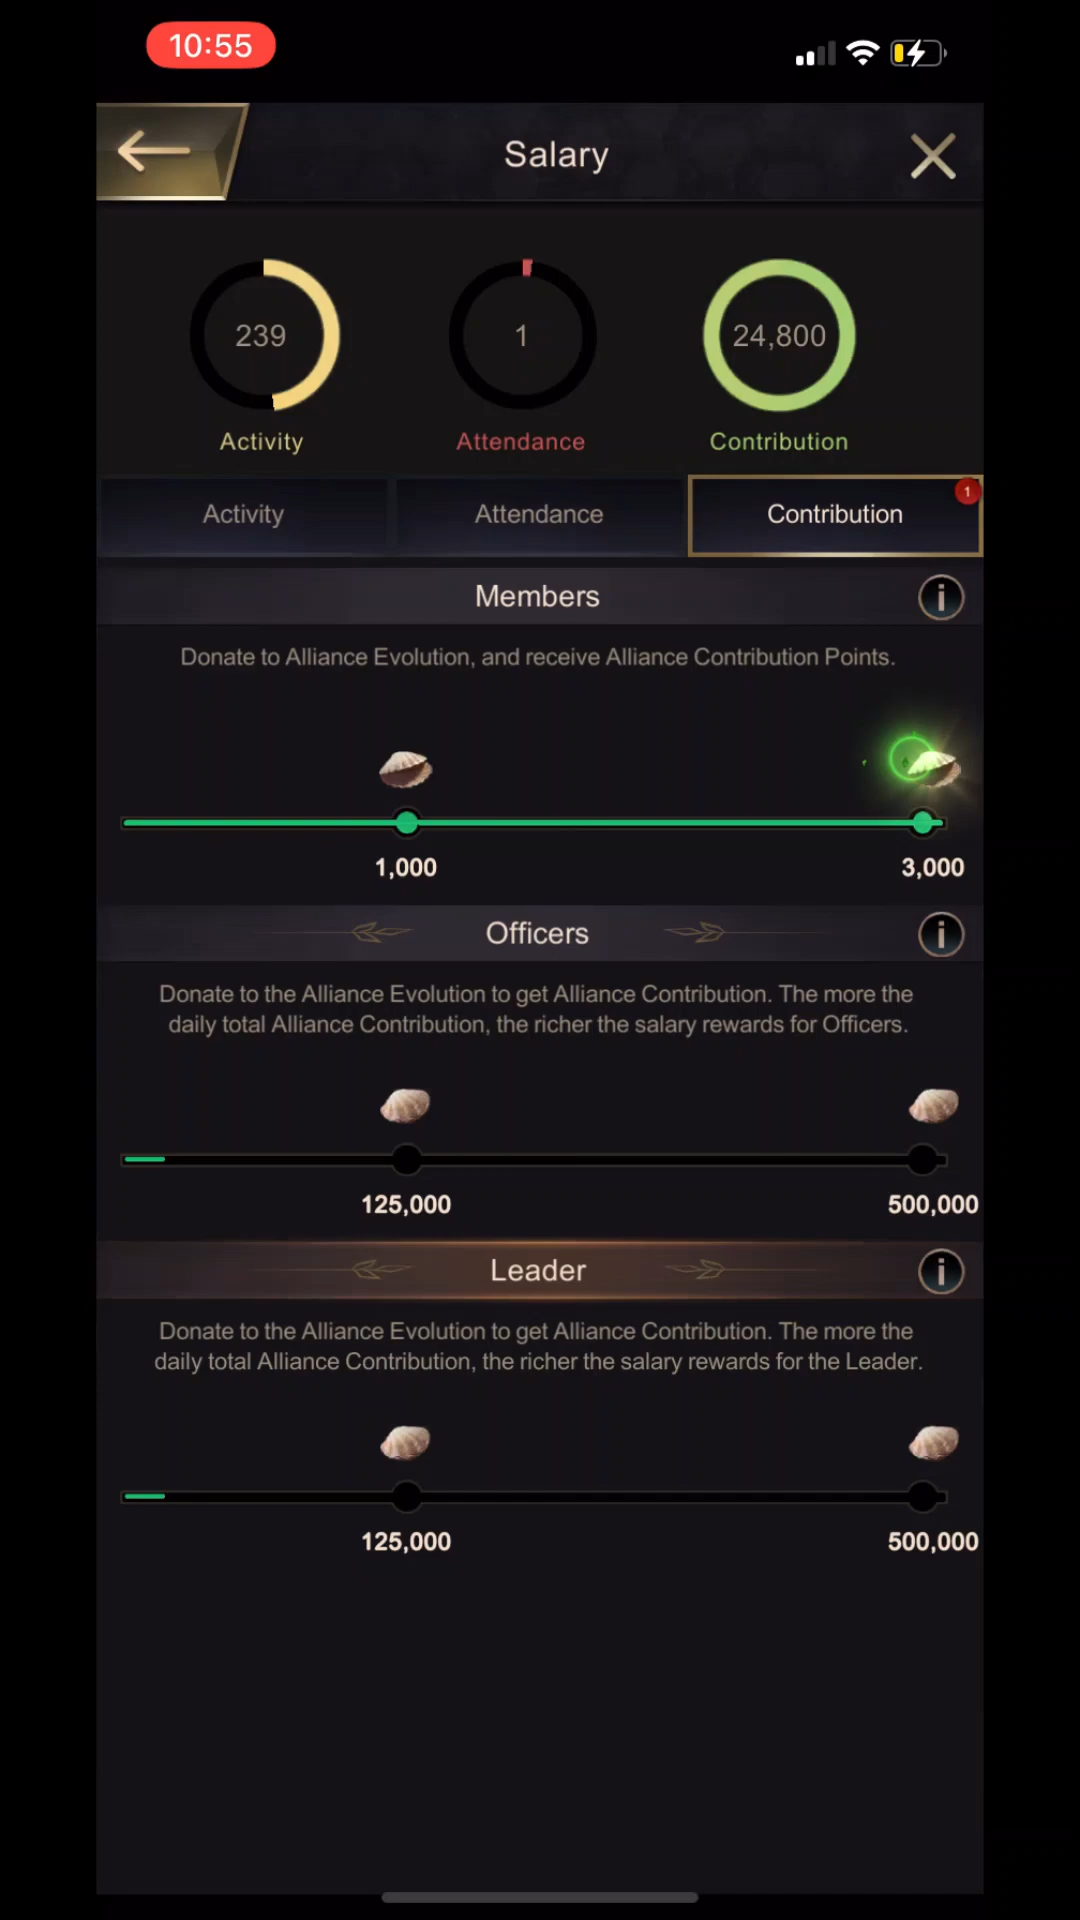 10:55
Salary
239
1
24,800
Activity
Attendance
Contribution
Activity
Attendance
Contribution
1
Members
i
Donate to Alliance Evolution, and receive Alliance Contribution Points.
1,000
3,000
Officers
i
Donate to the Alliance Evolution to get Alliance Contribution. The more the
daily total Alliance Contribution, the richer the salary rewards for Officers.
125,000
500,000
Leader
i
Donate to the Alliance Evolution to get Alliance Contribution. The more the
daily total Alliance Contribution, the richer the salary rewards for the Leader.
125,000
500,000